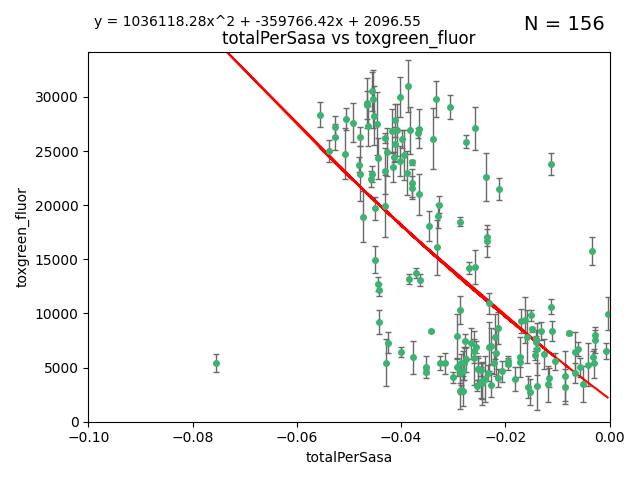 y = 1036118.28x^2 + -359766.42x + 2096.55
N = 156
totalPerSasa vs toxgreen_fluor
30000
25000
20000
15000
10000
5000
0
toxgreen_fluor
−0.10 −0.08 −0.06 −0.04 −0.02 0.00
totalPerSasa